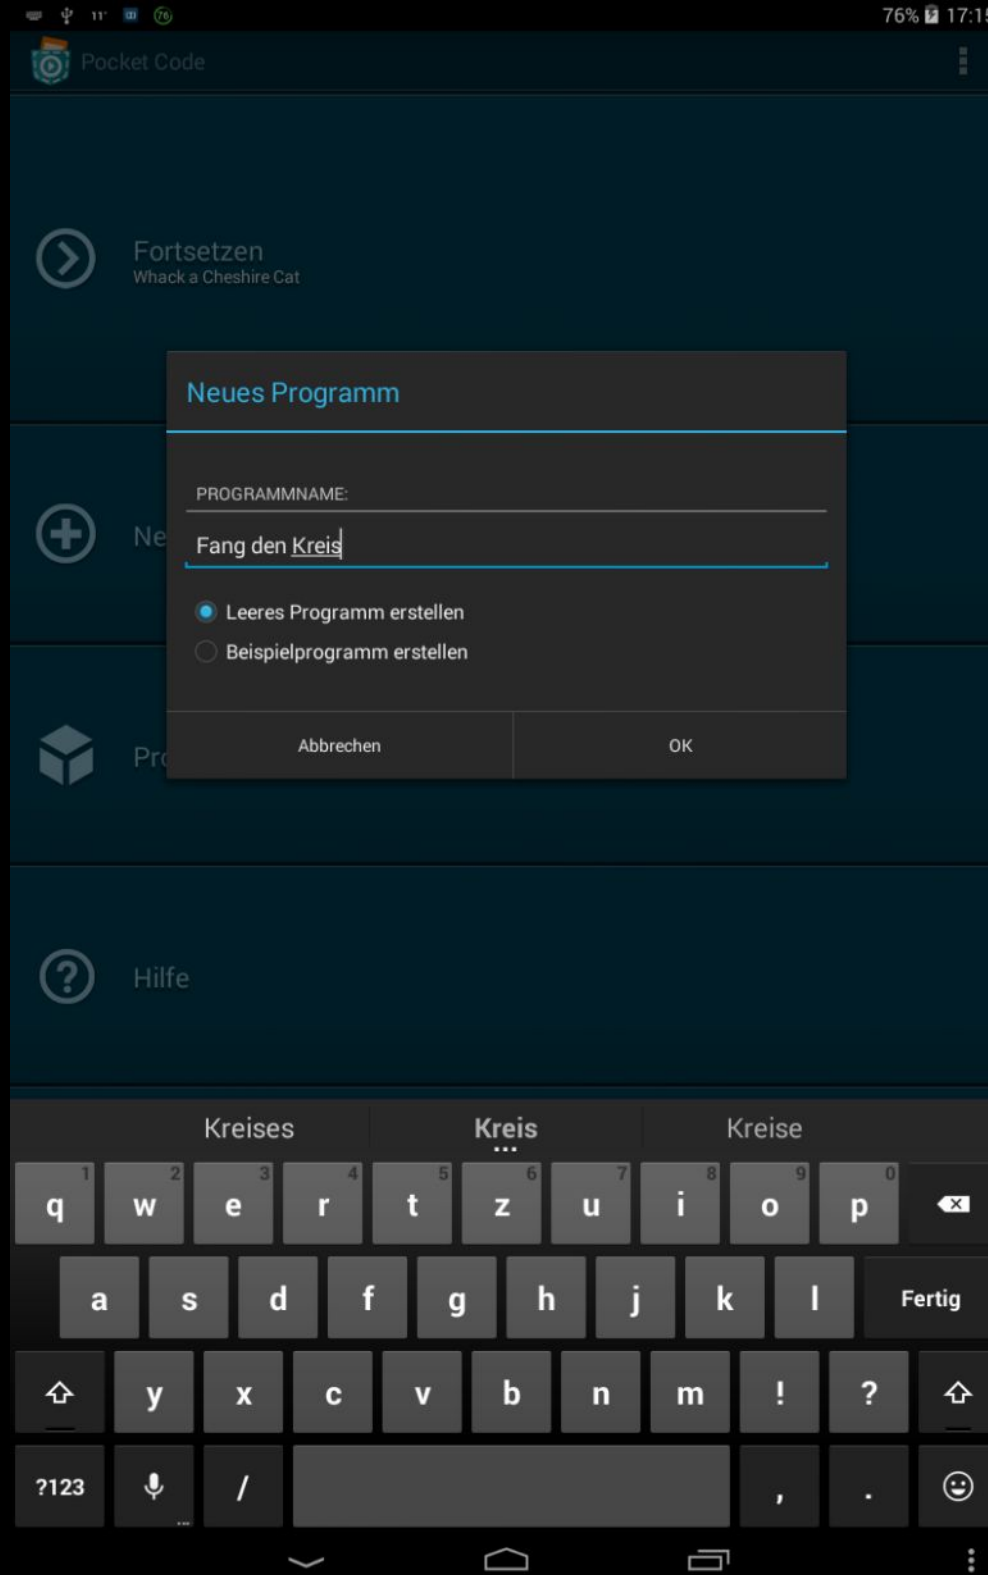 11°
76
76% 17:15
Pocket Code
Fortsetzen
Whack a Cheshire Cat
Neues Programm
PROGRAMMNAME:
Ne
Fang den Kreis
Leeres Programm erstellen
Beispielprogramm erstellen
Pro
Abbrechen OK
Hilfe
Kreises Kreis Kreise
1 2 3 4 5 6 7 8 9 0
q w e r t z u i o p
a s d f g h j k l Fertig
y x c v b n m ! ?
?123 / , .